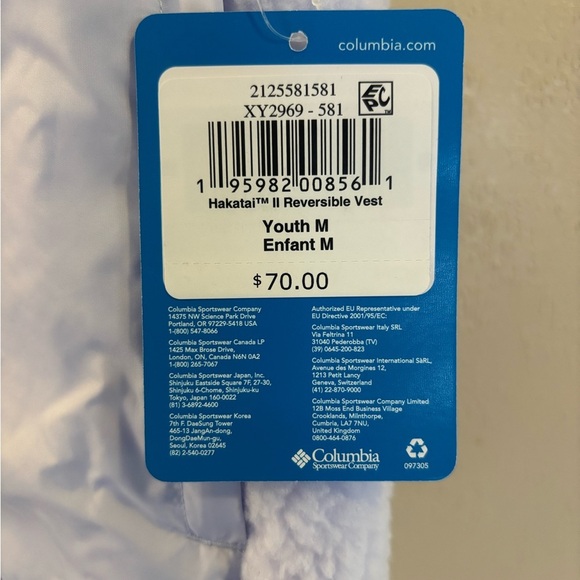 columbia.com
2125581581
XY2969 - 581
EPC™
1 95982 00856 1
Hakatai™ II Reversible Vest
Youth M
Enfant M
$70.00
Columbia Sportswear Company
14375 NW Science Park Drive
Portland, OR 97229-5418 USA
1-(800) 547-8066
Columbia Sportswear Canada LP
1425 Max Brose Drive,
London, ON, Canada N6N 0A2
1-(800) 265-7067
Columbia Sportswear Japan, Inc.
Shinjuku Eastside Square 7F, 27-30,
Shinjuku 6-Chome, Shinjuku-ku
Tokyo, Japan 160-0022
(81) 3-6892-4600
Columbia Sportswear Korea
7th F. DaeSung Tower
465-13 JangAn-dong,
DongDaeMun-gu,
Seoul, Korea 02645
(82) 2-540-0277
Authorized EU Representative under
EU Directive 2001/95/EC:
Columbia Sportswear Italy SRL
Via Feltrina 11
31040 Pederobba (TV)
(39) 0645-200-823
Columbia Sportswear International SàRL,
Avenue des Morgines 12,
1213 Petit Lancy
Geneva, Switzerland
(41) 22-870-9000
Columbia Sportswear Company Limited
12B Moss End Business Village
Crooklands, Milnthorpe,
Cumbria, LA7 7NU,
United Kingdom
0800-464-0876
Columbia
Sportswear Company
097305